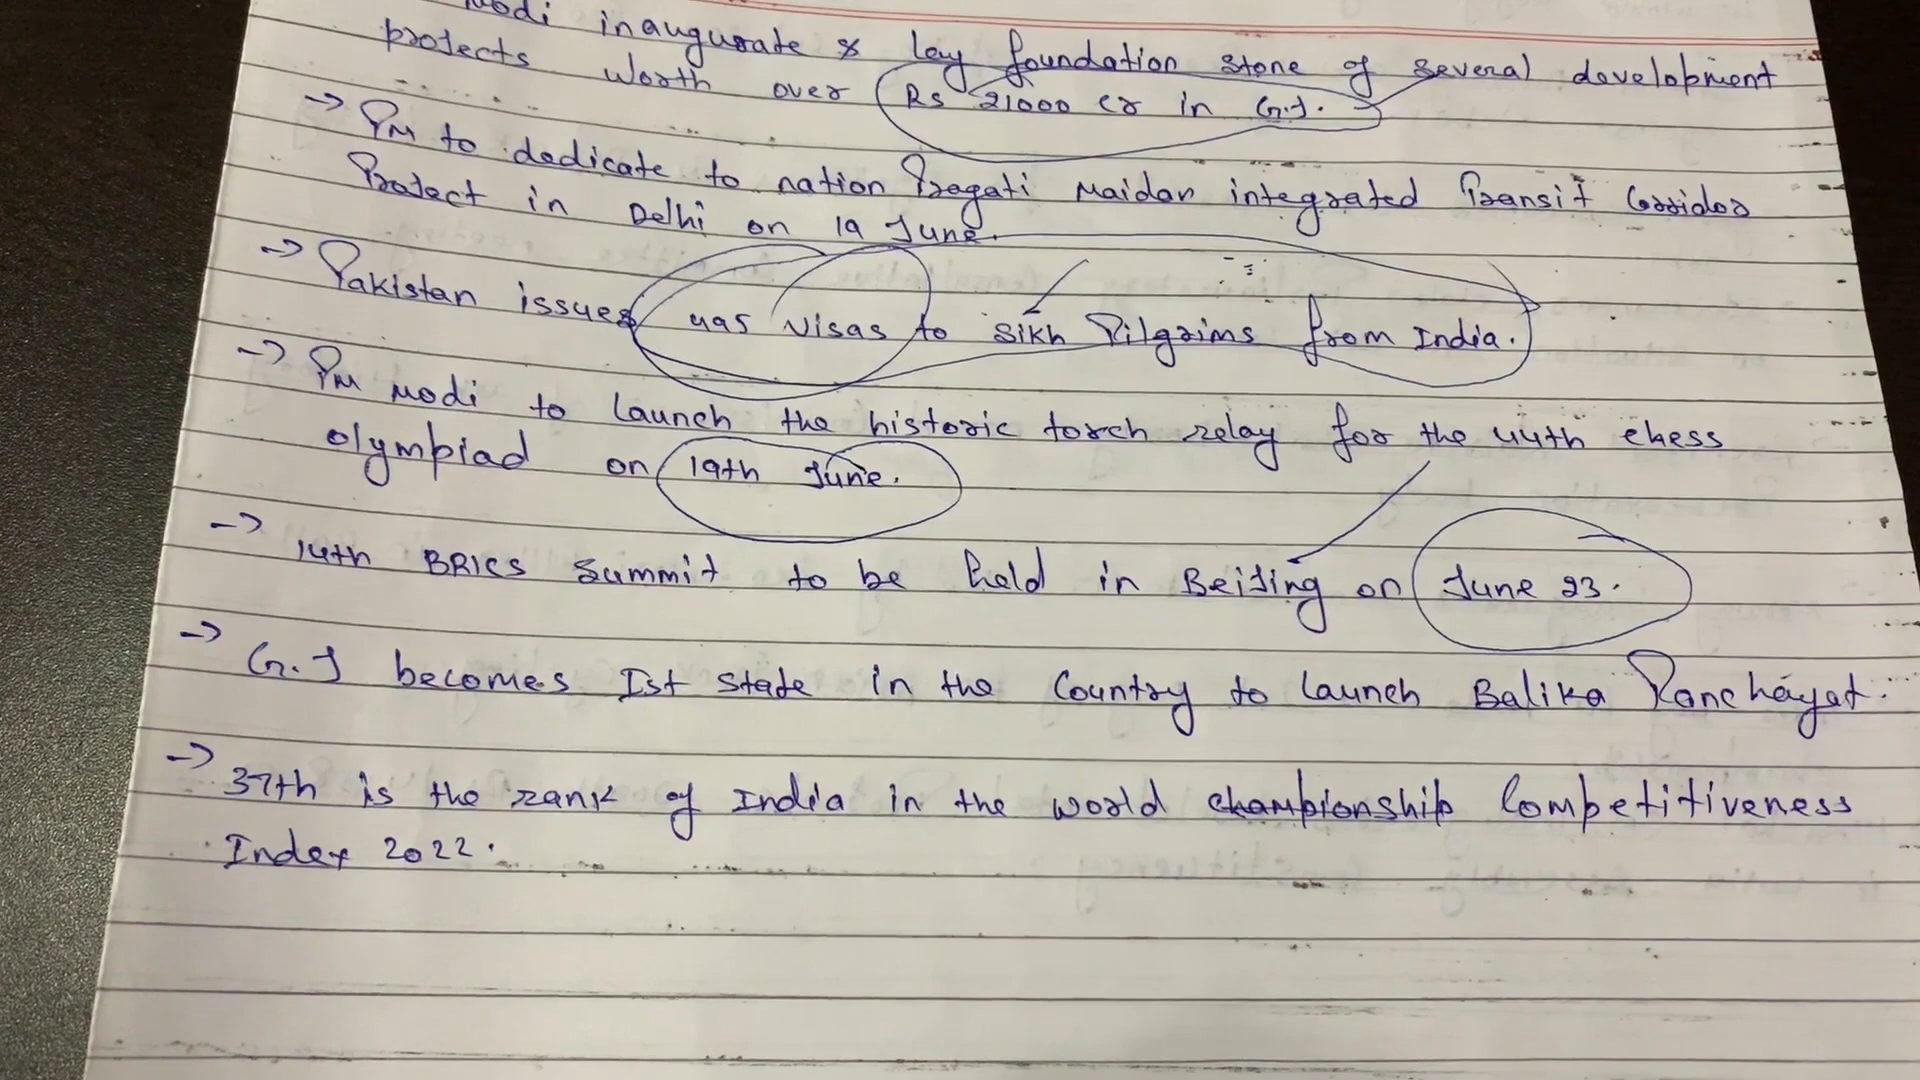 Modi inaugurate & lay foundation stone of several development
projects worth over Rs 21000 cr in G.J.
-> PM to dedicate to nation Pragati Maidan integrated Transit Corridor
Project in Delhi on 19 June.
-> Pakistan issues 495 visas to Sikh Pilgrims from India.
-> PM Modi to launch the historic torch relay for the 44th chess
olympiad on 19th June.
-> 14th BRICS Summit to be held in Beijing on June 23.
-> G.J becomes Ist state in the Country to launch Balika Panchayat.
-> 37th is the rank of India in the world championship Competitiveness
Index 2022.